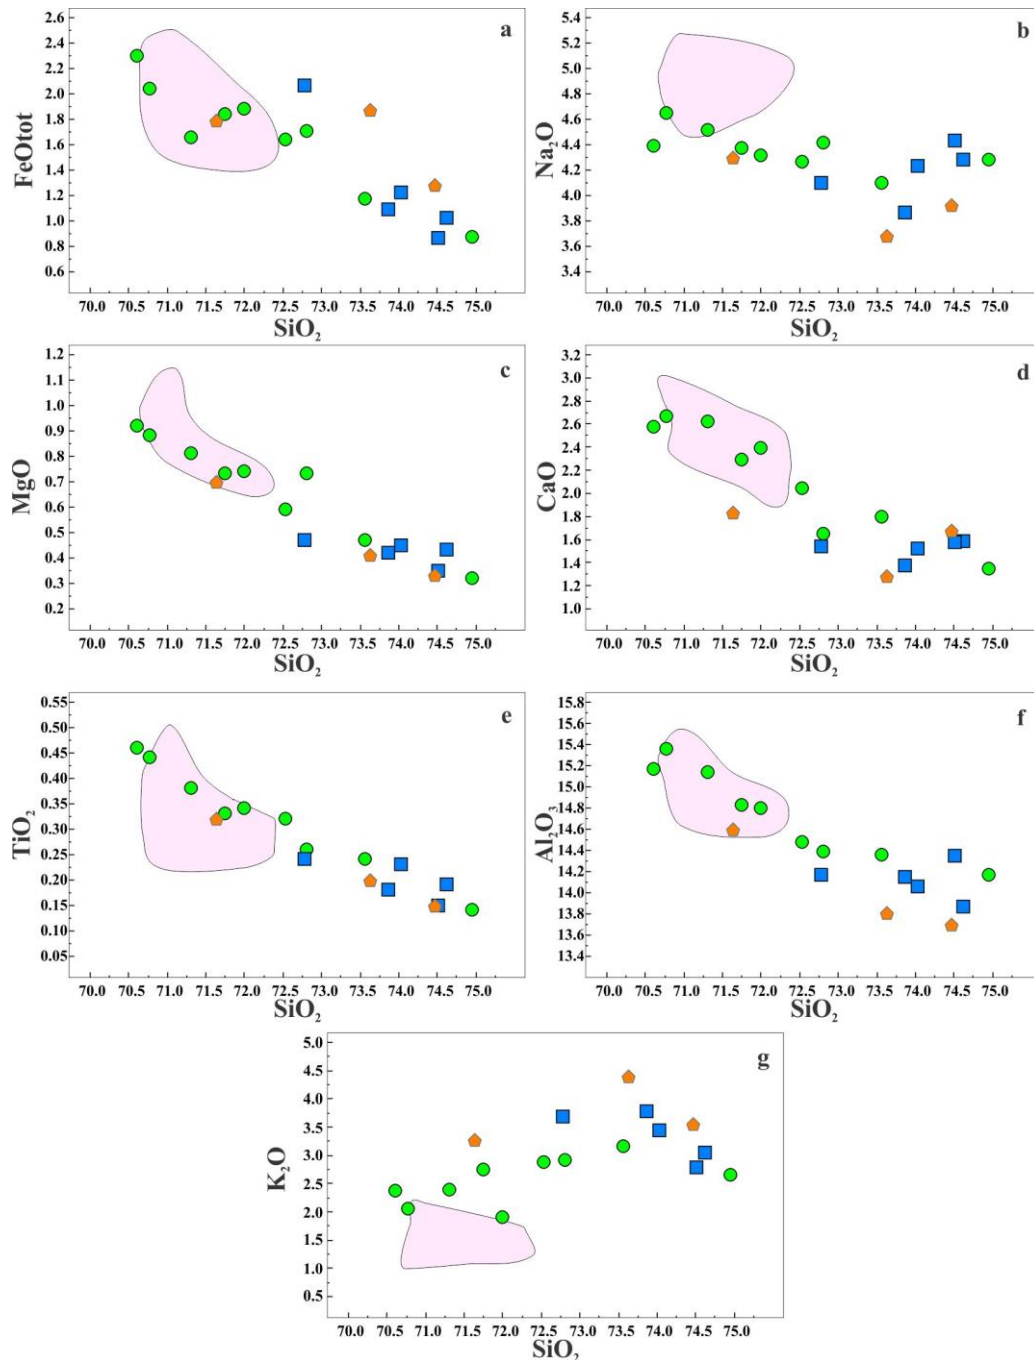 a
2.6
2.4
2.2
2.0
1.8
1.6
1.4
1.2
1.0
0.8
0.6
FeOtot
70.0 70.5 71.0 71.5 72.0 72.5 73.0 73.5 74.0 74.5 75.0
SiO₂
b
5.4
5.2
5.0
4.8
4.6
4.4
4.2
4.0
3.8
3.6
3.4
Na₂O
70.0 70.5 71.0 71.5 72.0 72.5 73.0 73.5 74.0 74.5 75.0
SiO₂
c
1.2
1.1
1.0
0.9
0.8
0.7
0.6
0.5
0.4
0.3
0.2
MgO
70.0 70.5 71.0 71.5 72.0 72.5 73.0 73.5 74.0 74.5 75.0
SiO₂
d
3.2
3.0
2.8
2.6
2.4
2.2
2.0
1.8
1.6
1.4
1.2
1.0
CaO
70.0 70.5 71.0 71.5 72.0 72.5 73.0 73.5 74.0 74.5 75.0
SiO₂
e
0.55
0.50
0.45
0.40
0.35
0.30
0.25
0.20
0.15
0.10
0.05
TiO₂
70.0 70.5 71.0 71.5 72.0 72.5 73.0 73.5 74.0 74.5 75.0
SiO₂
f
15.8
15.6
15.4
15.2
15.0
14.8
14.6
14.4
14.2
14.0
13.8
13.6
13.4
Al₂O₃
70.0 70.5 71.0 71.5 72.0 72.5 73.0 73.5 74.0 74.5 75.0
SiO₂
g
5.0
4.5
4.0
3.5
3.0
2.5
2.0
1.5
1.0
0.5
K₂O
70.0 70.5 71.0 71.5 72.0 72.5 73.0 73.5 74.0 74.5 75.0
SiO₂